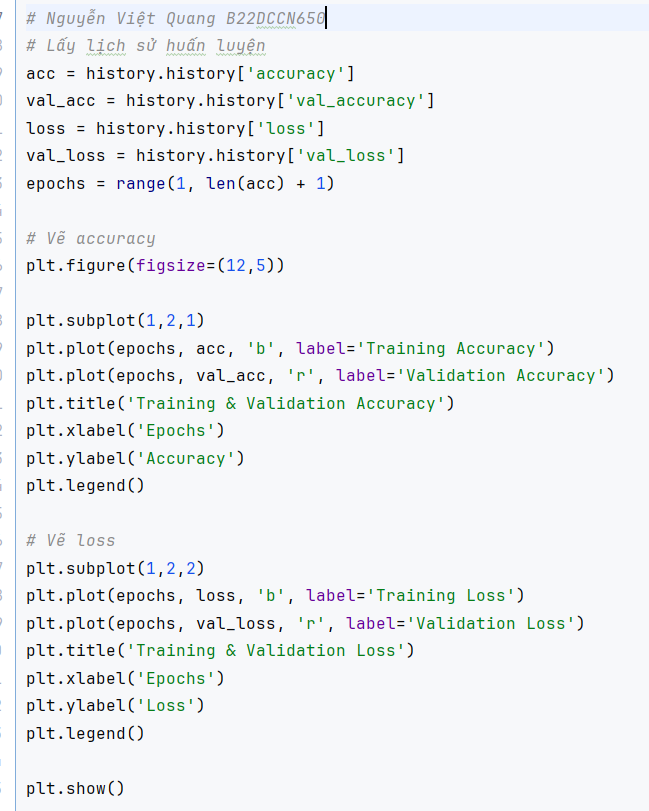 # Nguyễn Việt Quang B22DCCN650
# Lấy lịch sử huấn luyện
acc = history.history['accuracy']
val_acc = history.history['val_accuracy']
loss = history.history['loss']
val_loss = history.history['val_loss']
epochs = range(1, len(acc) + 1)
# Vẽ accuracy
plt.figure(figsize=(12,5))
plt.subplot(1,2,1)
plt.plot(epochs, acc, 'b', label='Training Accuracy')
plt.plot(epochs, val_acc, 'r', label='Validation Accuracy')
plt.title('Training & Validation Accuracy')
plt.xlabel('Epochs')
plt.ylabel('Accuracy')
plt.legend()
# Vẽ loss
plt.subplot(1,2,2)
plt.plot(epochs, loss, 'b', label='Training Loss')
plt.plot(epochs, val_loss, 'r', label='Validation Loss')
plt.title('Training & Validation Loss')
plt.xlabel('Epochs')
plt.ylabel('Loss')
plt.legend()
plt.show()